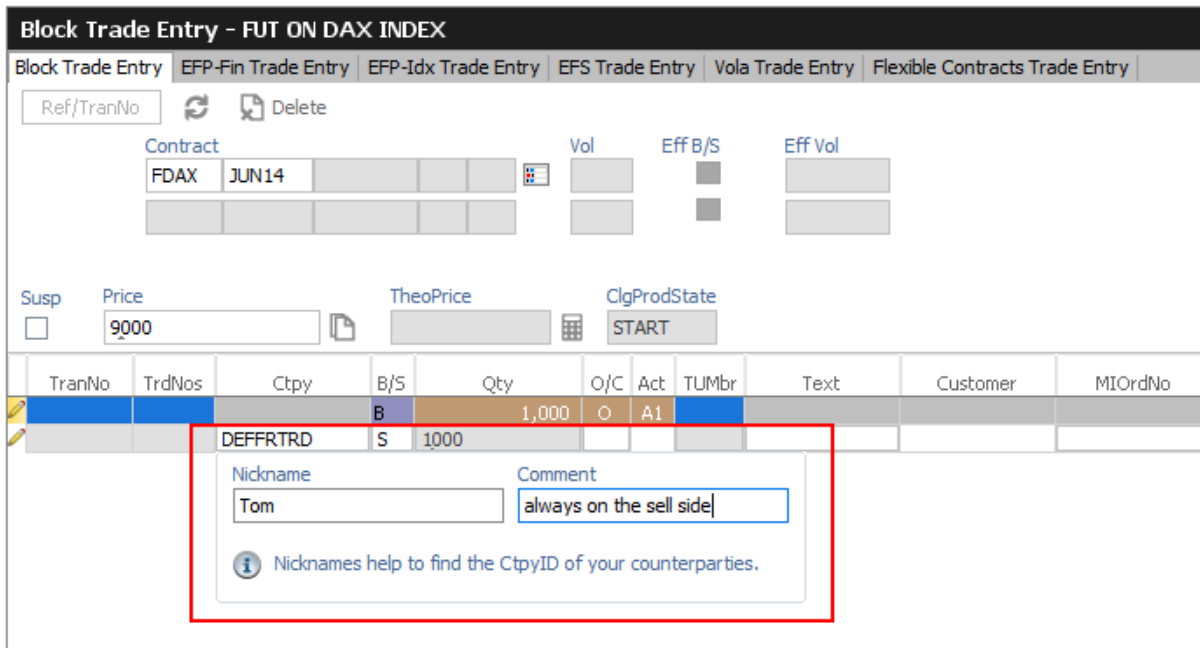 Block Trade Entry - FUT ON DAX INDEX
Block Trade Entry EFP-Fin Trade Entry EFP-Idx Trade Entry EFS Trade Entry Vola Trade Entry Flexible Contracts Trade Entry
Ref/TranNo Delete
Contract Vol Eff B/S Eff Vol
FDAX JUN14
Susp Price TheoPrice ClgProdState
9000 START
TranNo TrdNos Ctpy B/S Qty O/C Act TUMbr Text Customer MIOrdNo
B 1,000 O A1
DEFFRTRD S 1000
Nickname Comment
Tom always on the sell side
Nicknames help to find the CtpyID of your counterparties.